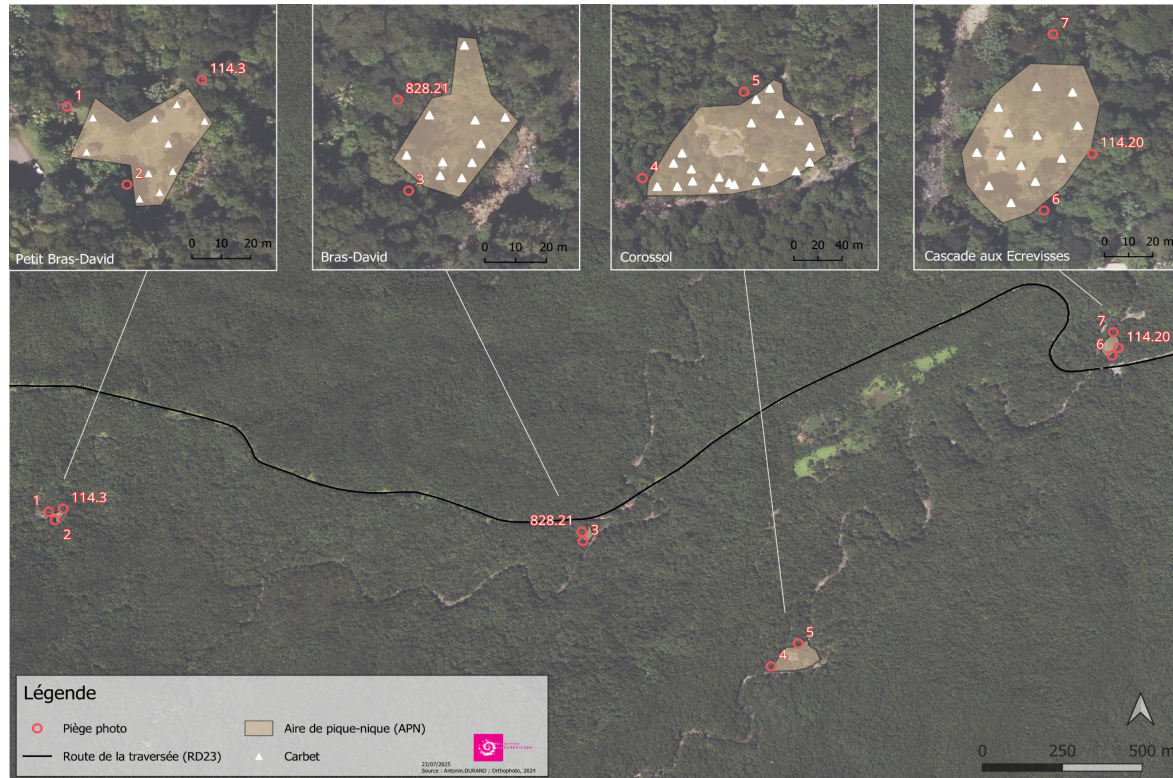 1
114.3
2
Petit Bras-David
0 10 20 m
828.21
3
Bras-David
0 10 20 m
5
4
Corossol
0 20 40 m
7
114.20
6
Cascade aux Ecrevisses
0 10 20 m
7
6
114.20
1
114.3
2
828.21
3
5
4
Légende
Piège photo
Aire de pique-nique (APN)
Route de la traversée (RD23)
Carbet
23/07/2025
Source : Antonin.DURAND ; Orthophoto, 2024
0 250 500 m